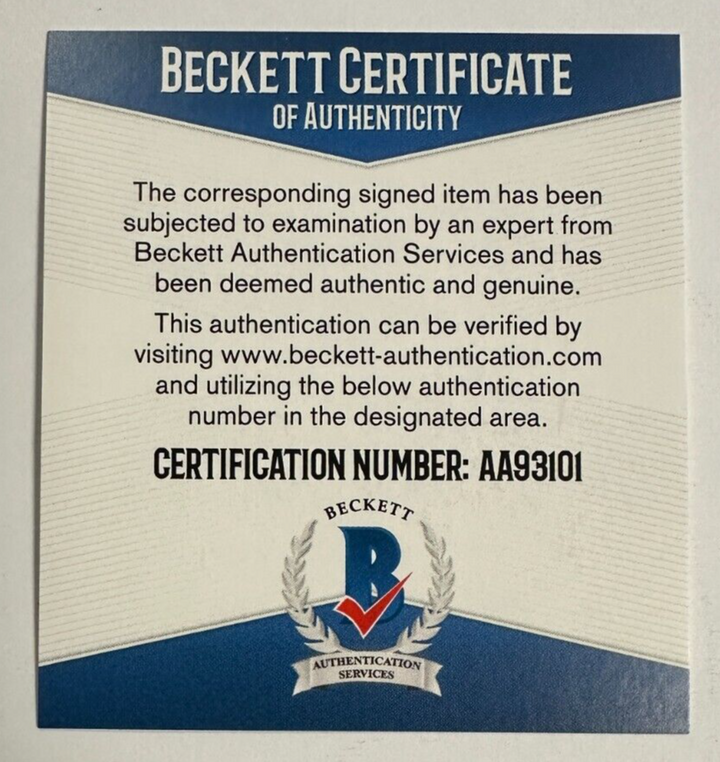 BECKETT CERTIFICATE
OF AUTHENTICITY
The corresponding signed item has been
subjected to examination by an expert from
Beckett Authentication Services and has
been deemed authentic and genuine.
This authentication can be verified by
visiting www.beckett-authentication.com
and utilizing the below authentication
number in the designated area.
CERTIFICATION NUMBER: AA93101
BECKETT
B
AUTHENTICATION
SERVICES